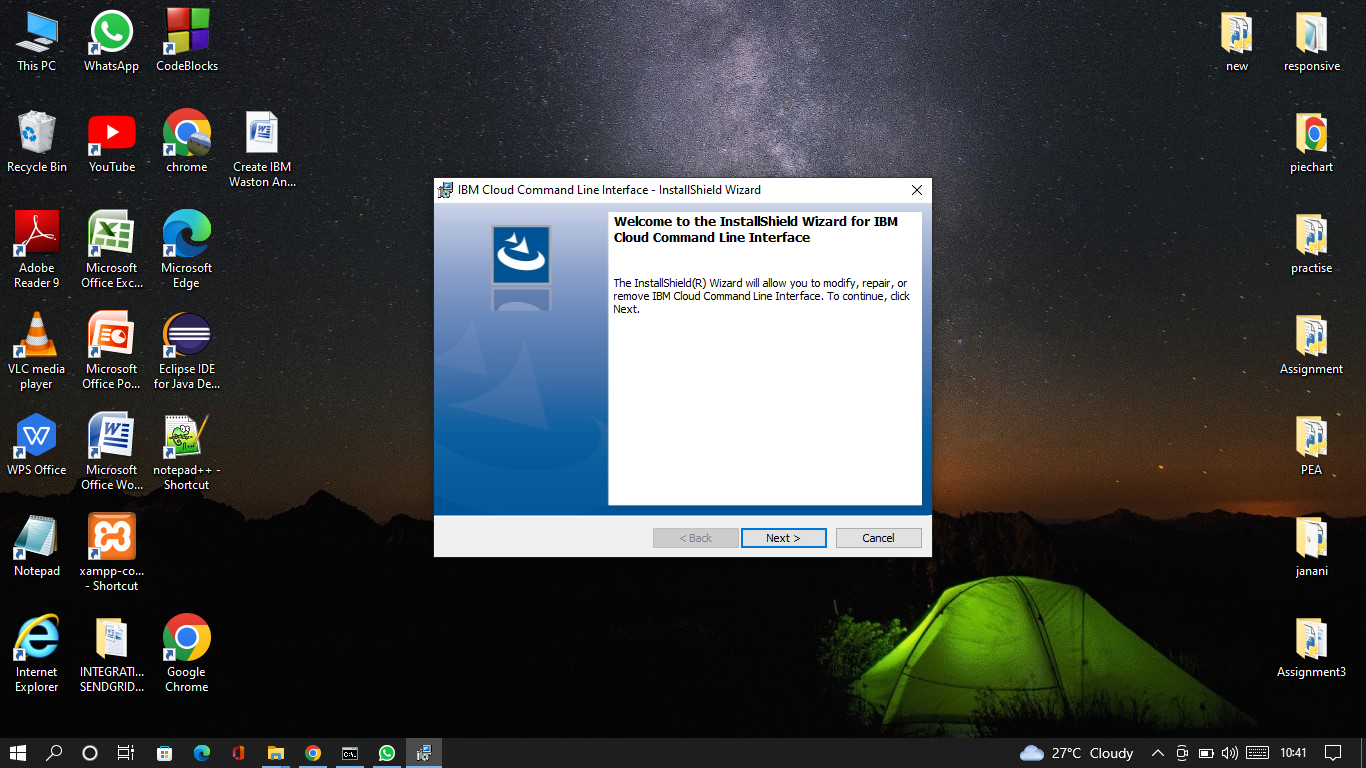 This PC
WhatsApp
CodeBlocks
new
responsive
Recycle Bin
YouTube
chrome
Create IBM
Waston An...
piechart
IBM Cloud Command Line Interface - InstallShield Wizard
Welcome to the InstallShield Wizard for IBM
Cloud Command Line Interface
The InstallShield(R) Wizard will allow you to modify, repair, or
remove IBM Cloud Command Line Interface. To continue, click
Next.
< Back
Next >
Cancel
Adobe
Reader 9
Microsoft
Office Exc...
Microsoft
Edge
practise
VLC media
player
Microsoft
Office Po...
Eclipse IDE
for Java De...
Assignment
WPS Office
Microsoft
Office Wo...
notepad++ -
Shortcut
PEA
Notepad
xampp-co...
- Shortcut
janani
Internet
Explorer
INTEGRATI...
SENDGRID...
Google
Chrome
Assignment3
27°C Cloudy
10:41